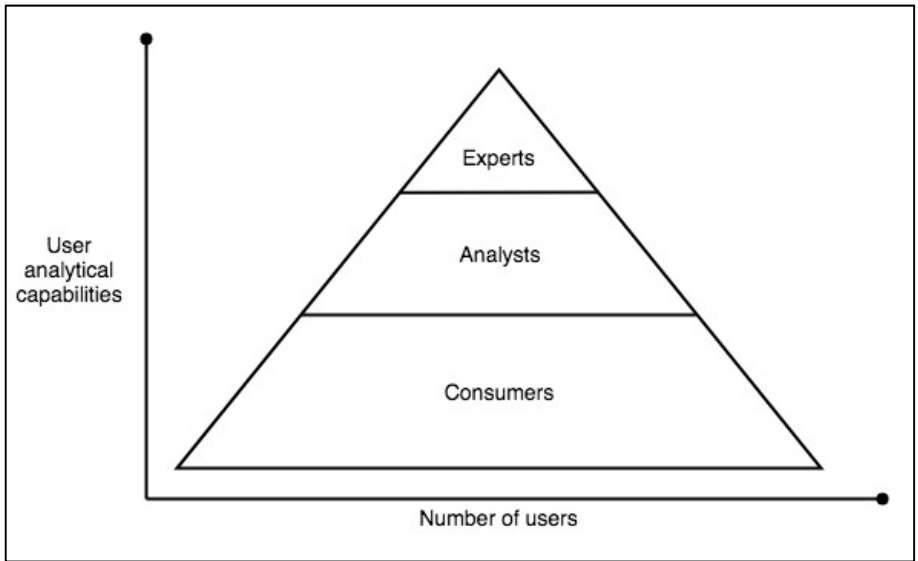 Experts
Analysts
User
analytical
capabilities
Consumers
Number of users